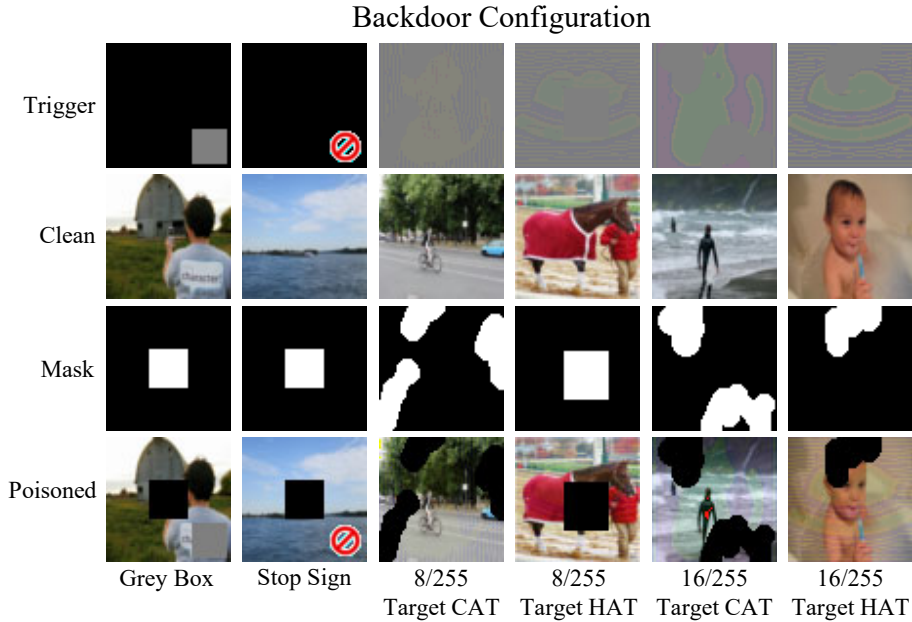 Backdoor Configuration
Trigger
Clean
character
Mask
Poisoned
Grey Box
Stop Sign
8/255
Target CAT
8/255
Target HAT
16/255
Target CAT
16/255
Target HAT